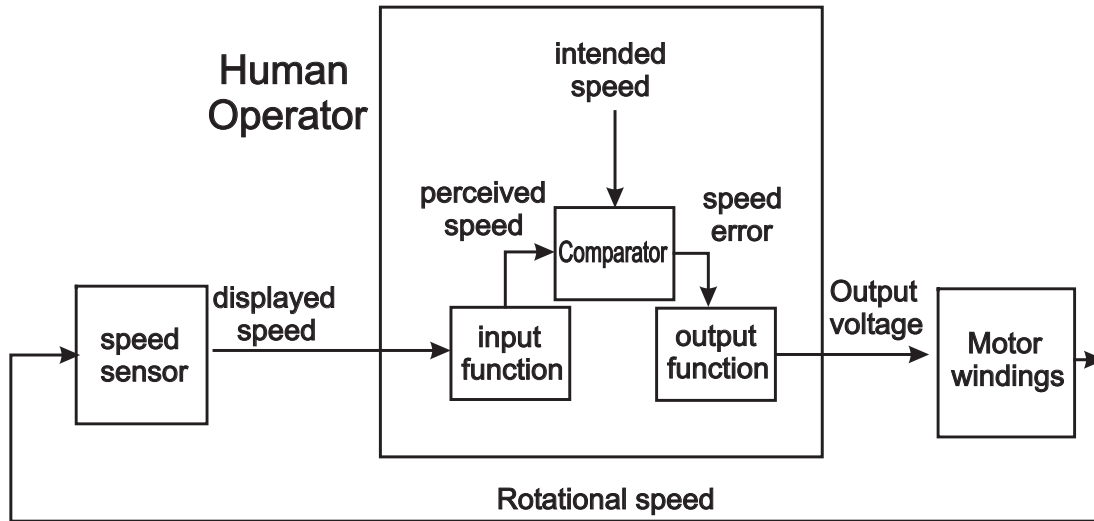 Human
Operator
intended
speed
perceived
speed
Comparator
speed
error
displayed
speed
speed
sensor
input
function
output
function
Output
voltage
Motor
windings
Rotational speed